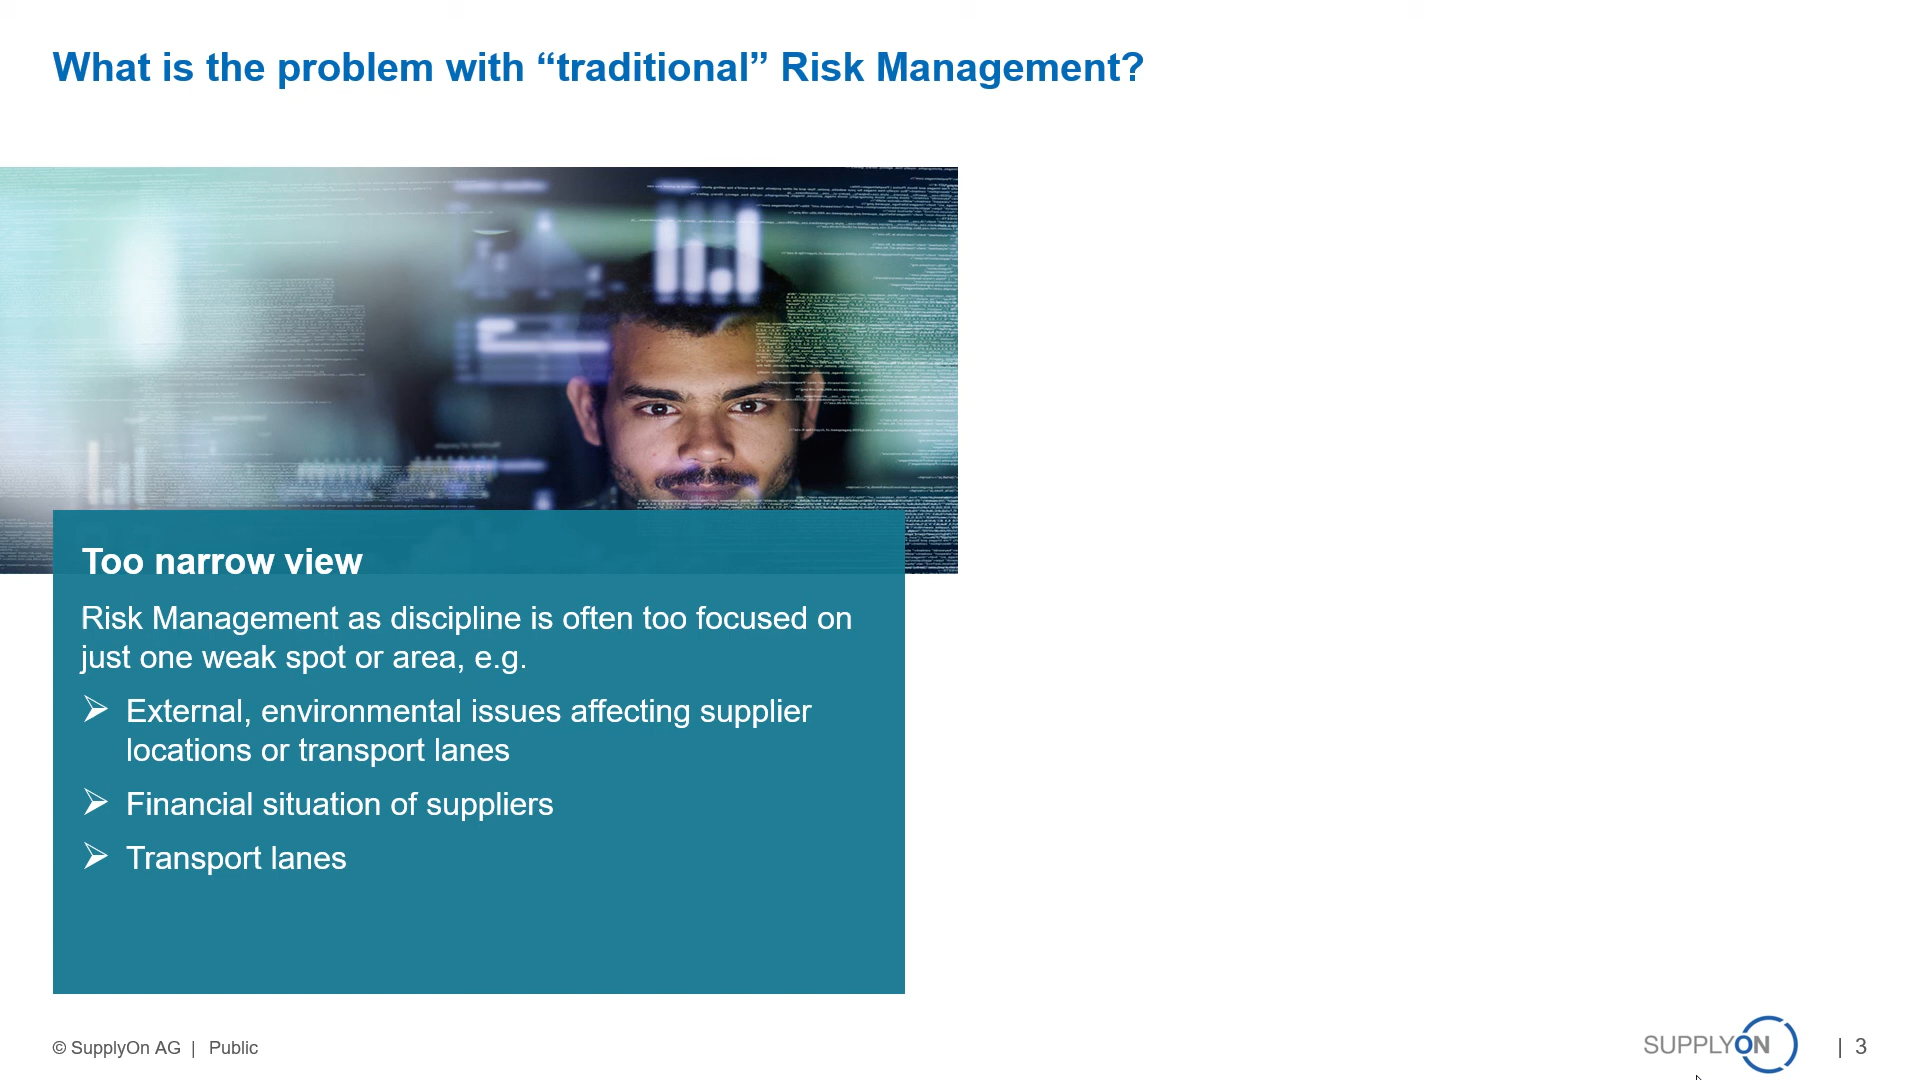 What is the problem with “traditional” Risk Management?
Too narrow view
Risk Management as discipline is often too focused on
just one weak spot or area, e.g.
➢ External, environmental issues affecting supplier
locations or transport lanes
➢ Financial situation of suppliers
➢ Transport lanes
© SupplyOn AG | Public
SUPPLYON
| 3